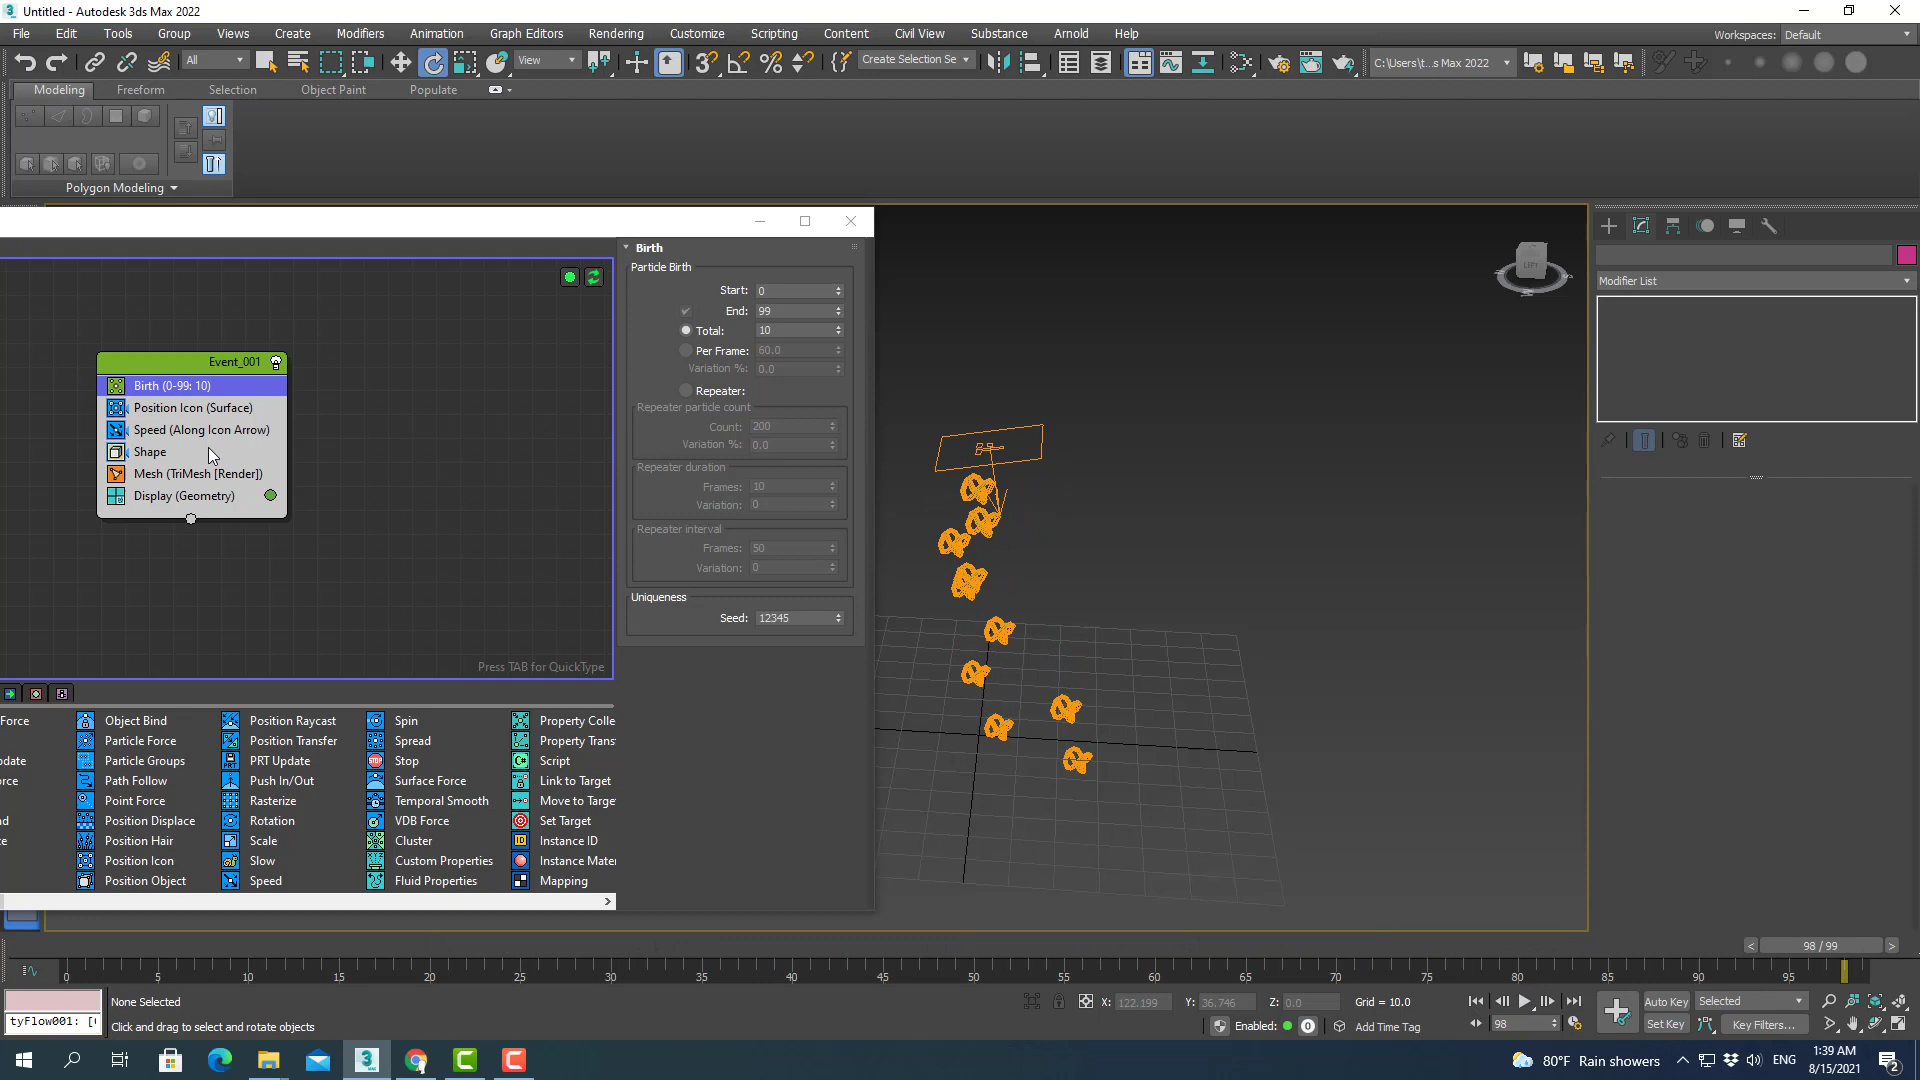 Untitled - Autodesk 3ds Max 2022
File Edit Tools Group Views Create Modifiers Animation Graph Editors Rendering Customize Scripting Content Civil View Substance Arnold Help
Workspaces: Default
All View Create Selection Se C:\Users\t...s Max 2022
Modeling Freeform Selection Object Paint Populate
Polygon Modeling
Event_001
Birth (0-99: 10)
Position Icon (Surface)
Speed (Along Icon Arrow)
Shape
Mesh (TriMesh [Render])
Display (Geometry)
Press TAB for QuickType
Birth
Particle Birth
Start: 0
End: 99
Total: 10
Per Frame: 60.0
Variation %: 0.0
Repeater:
Repeater particle count
Count: 200
Variation %: 0.0
Repeater duration
Frames: 10
Variation: 0
Repeater interval
Frames: 50
Variation: 0
Uniqueness
Seed: 12345
LEFT
Modifier List
Force Object Bind Position Raycast Spin Property Colle
Particle Force Position Transfer Spread Property Trans
pdate Particle Groups PRT Update Stop Script
rce Path Follow Push In/Out Surface Force Link to Target
Point Force Rasterize Temporal Smooth Move to Targe
nd Position Displace Rotation VDB Force Set Target
ce Position Hair Scale Cluster Instance ID
Position Icon Slow Custom Properties Instance Mate
Position Object Speed Fluid Properties Mapping
98 / 99
0 5 10 15 20 25 30 35 40 45 50 55 60 65 70 75 80 85 90 95
None Selected
X: 122.199 Y: 36.746 Z: 0.0 Grid = 10.0
Auto Key Selected
tyFlow001: [
Click and drag to select and rotate objects
Enabled: 0 Add Time Tag
98
Set Key Key Filters...
80°F Rain showers
ENG
1:39 AM
8/15/2021
2